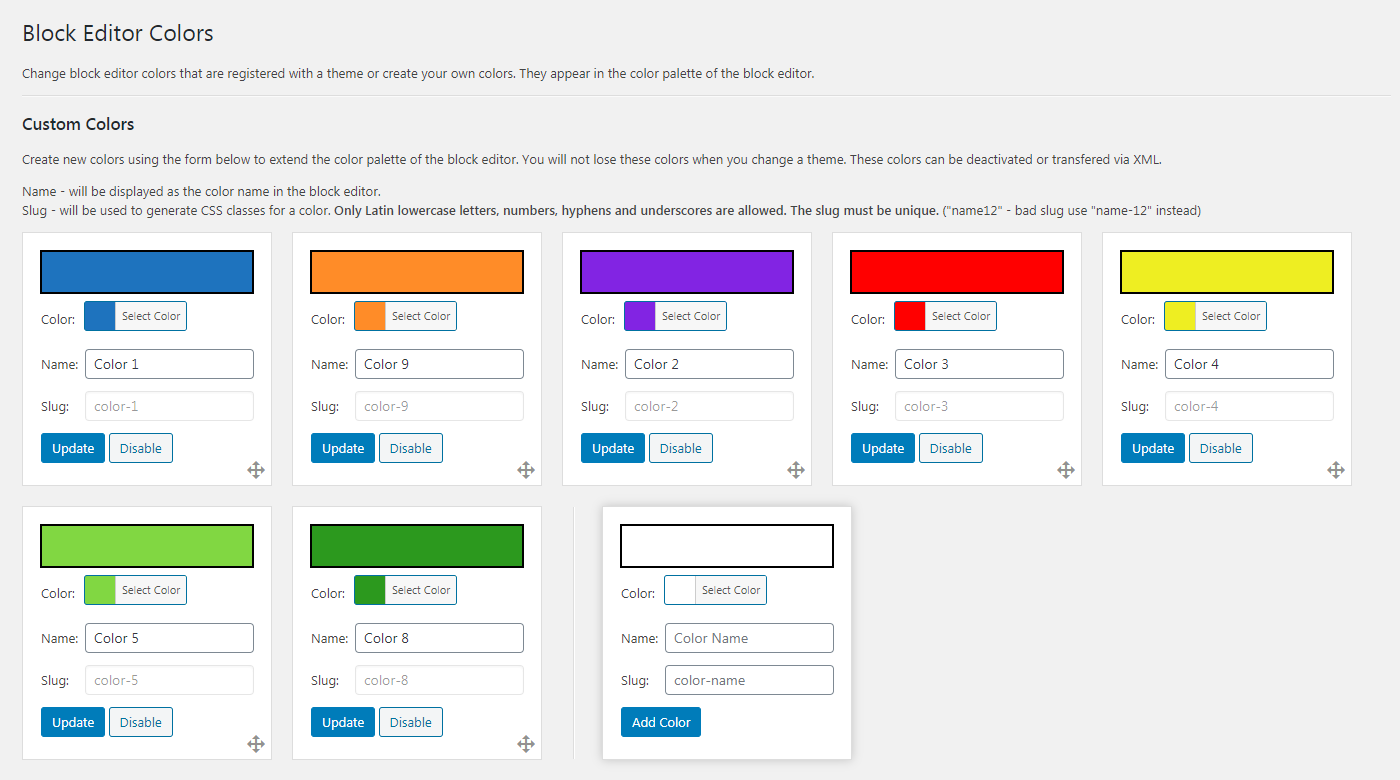 Block Editor Colors
Change block editor colors that are registered with a theme or create your own colors. They appear in the color palette of the block editor.
Custom Colors
Create new colors using the form below to extend the color palette of the block editor. You will not lose these colors when you change a theme. These colors can be deactivated or transfered via XML.
Name - will be displayed as the color name in the block editor.
Slug - will be used to generate CSS classes for a color. Only Latin lowercase letters, numbers, hyphens and underscores are allowed. The slug must be unique. ("name12" - bad slug use "name-12" instead)
Color: Select Color
Name: Color 1
Slug: color-1
Update Disable
Color: Select Color
Name: Color 9
Slug: color-9
Update Disable
Color: Select Color
Name: Color 2
Slug: color-2
Update Disable
Color: Select Color
Name: Color 3
Slug: color-3
Update Disable
Color: Select Color
Name: Color 4
Slug: color-4
Update Disable
Color: Select Color
Name: Color 5
Slug: color-5
Update Disable
Color: Select Color
Name: Color 8
Slug: color-8
Update Disable
Color: Select Color
Name: Color Name
Slug: color-name
Add Color